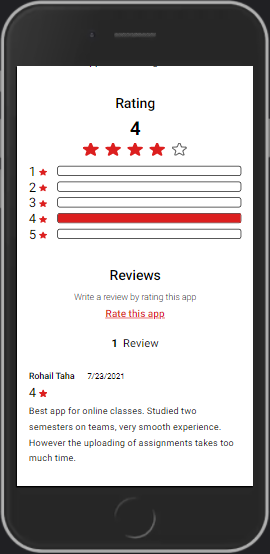 Rating
4
1
2
3
4
5
Reviews
Write a review by rating this app
Rate this app
1 Review
Rohail Taha 7/23/2021
4
Best app for online classes. Studied two
semesters on teams, very smooth experience.
However the uploading of assignments takes too
much time.